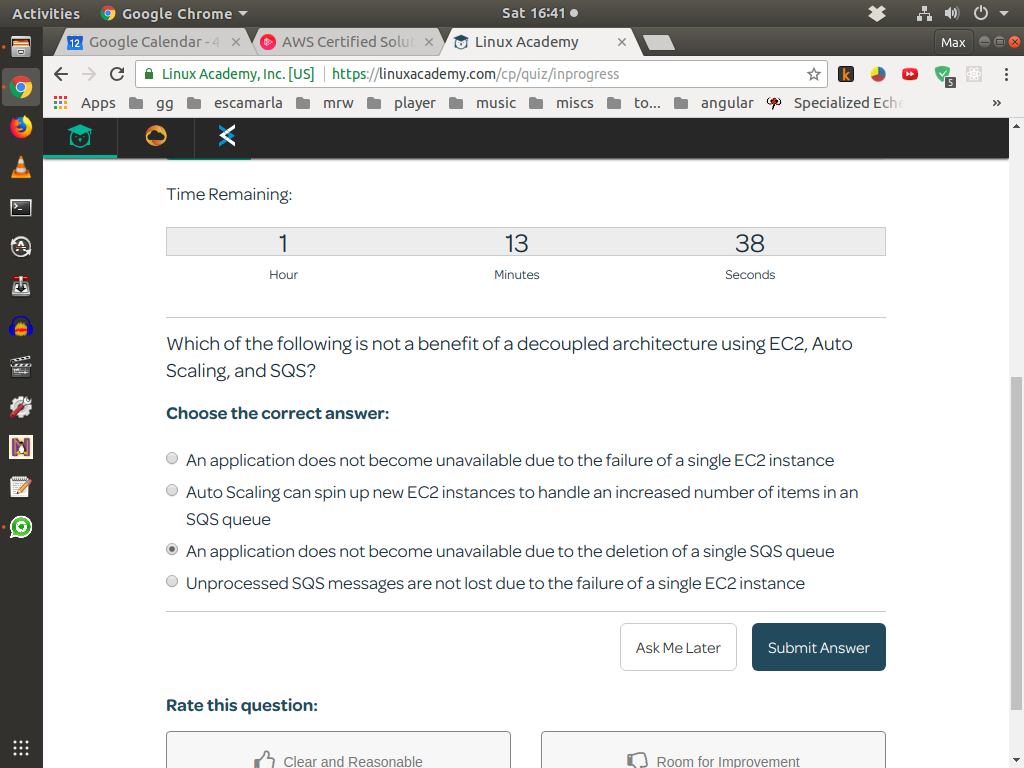 Activities Google Chrome Sat 16:41
Google Calendar - 4 AWS Certified Solut Linux Academy Max
Linux Academy, Inc. [US] https://linuxacademy.com/cp/quiz/inprogress k 5
Apps gg escamarla mrw player music miscs to... angular Specialized Eche »
Time Remaining:
1 13 38
Hour Minutes Seconds
Which of the following is not a benefit of a decoupled architecture using EC2, Auto
Scaling, and SQS?
Choose the correct answer:
An application does not become unavailable due to the failure of a single EC2 instance
Auto Scaling can spin up new EC2 instances to handle an increased number of items in an
SQS queue
An application does not become unavailable due to the deletion of a single SQS queue
Unprocessed SQS messages are not lost due to the failure of a single EC2 instance
Ask Me Later Submit Answer
Rate this question:
Clear and Reasonable Room for Improvement